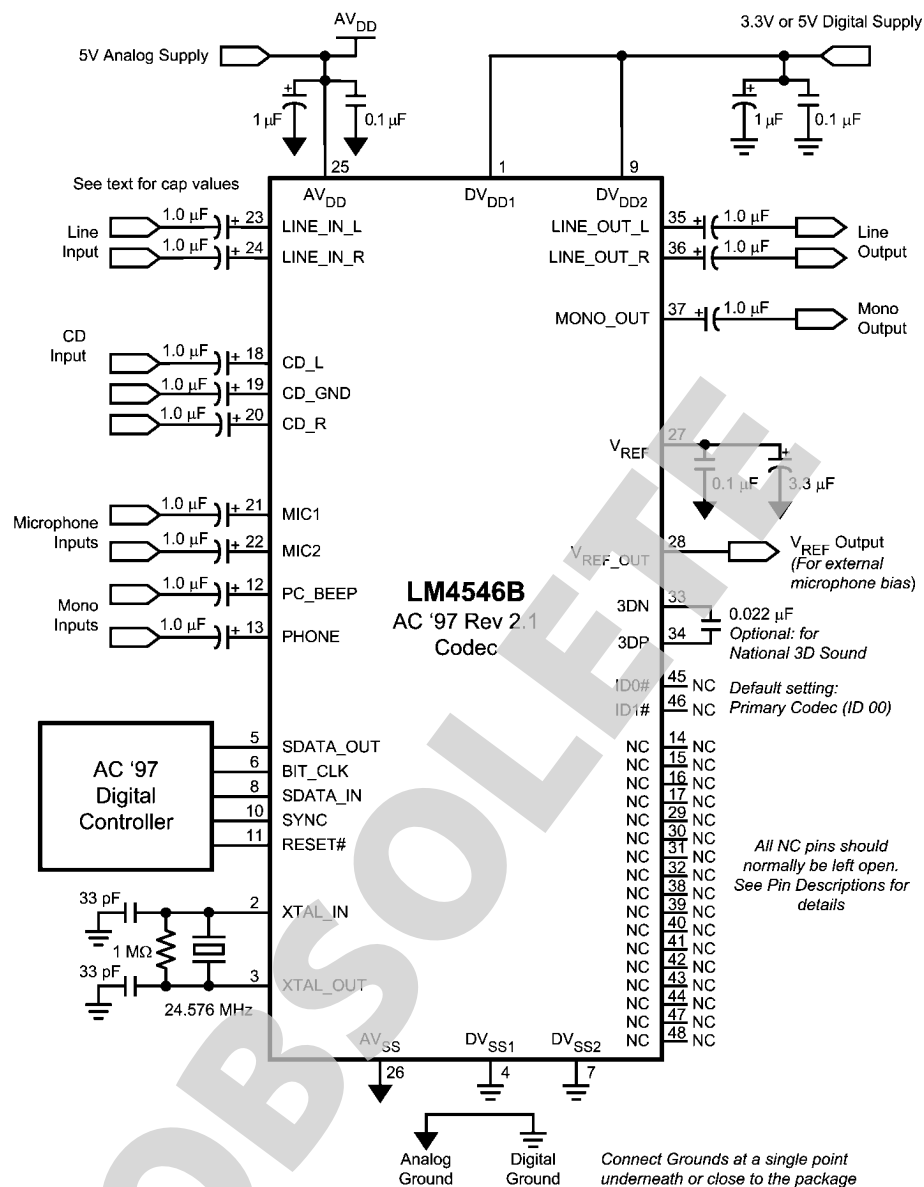 AVDD
3.3V or 5V Digital Supply
5V Analog Supply
+
1 µF
0.1 µF
+
1 µF
0.1 µF
25
1
9
See text for cap values
AVDD
DVDD1
DVDD2
Line
Input
1.0 µF
+ 23
LINE_IN_L
1.0 µF
+ 24
LINE_IN_R
LINE_OUT_L
35
+
1.0 µF
LINE_OUT_R
36
+
1.0 µF
Line
Output
MONO_OUT
37
+
1.0 µF
Mono
Output
CD
Input
1.0 µF
+ 18
CD_L
1.0 µF
+ 19
CD_GND
1.0 µF
+ 20
CD_R
VREF
27
0.1 µF
+
3.3 µF
Microphone
Inputs
1.0 µF
+ 21
MIC1
1.0 µF
+ 22
MIC2
VREF_OUT
28
VREF Output
(For external
microphone bias)
Mono
Inputs
1.0 µF
+ 12
PC_BEEP
1.0 µF
+ 13
PHONE
LM4546B
AC ‘97 Rev 2.1
Codec
3DN
33
3DP
34
0.022 µF
Optional: for
National 3D Sound
ID0#
45
NC
ID1#
46
NC
Default setting:
Primary Codec (ID 00)
AC ‘97
Digital
Controller
5
SDATA_OUT
6
BIT_CLK
8
SDATA_IN
10
SYNC
11
RESET#
NC 14 NC
NC 15 NC
NC 16 NC
NC 17 NC
NC 29 NC
NC 30 NC
NC 31 NC
NC 32 NC
NC 38 NC
NC 39 NC
NC 40 NC
NC 41 NC
NC 42 NC
NC 43 NC
NC 44 NC
NC 47 NC
NC 48 NC
All NC pins should
normally be left open.
See Pin Descriptions for
details
33 pF
2
XTAL_IN
1 MΩ
33 pF
3
XTAL_OUT
24.576 MHz
AVSS
DVSS1
DVSS2
26
4
7
Analog
Ground
Digital
Ground
Connect Grounds at a single point
underneath or close to the package
OBSOLETE